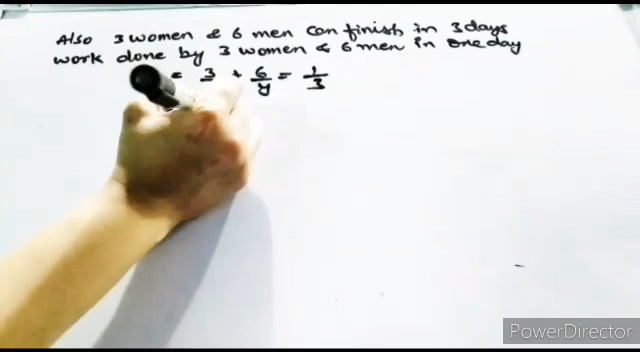 Also 3 women & 6 men can finish in 3 days
work done by 3 women & 6 men in one day
= 3 + 6/y = 1/3
PowerDirector